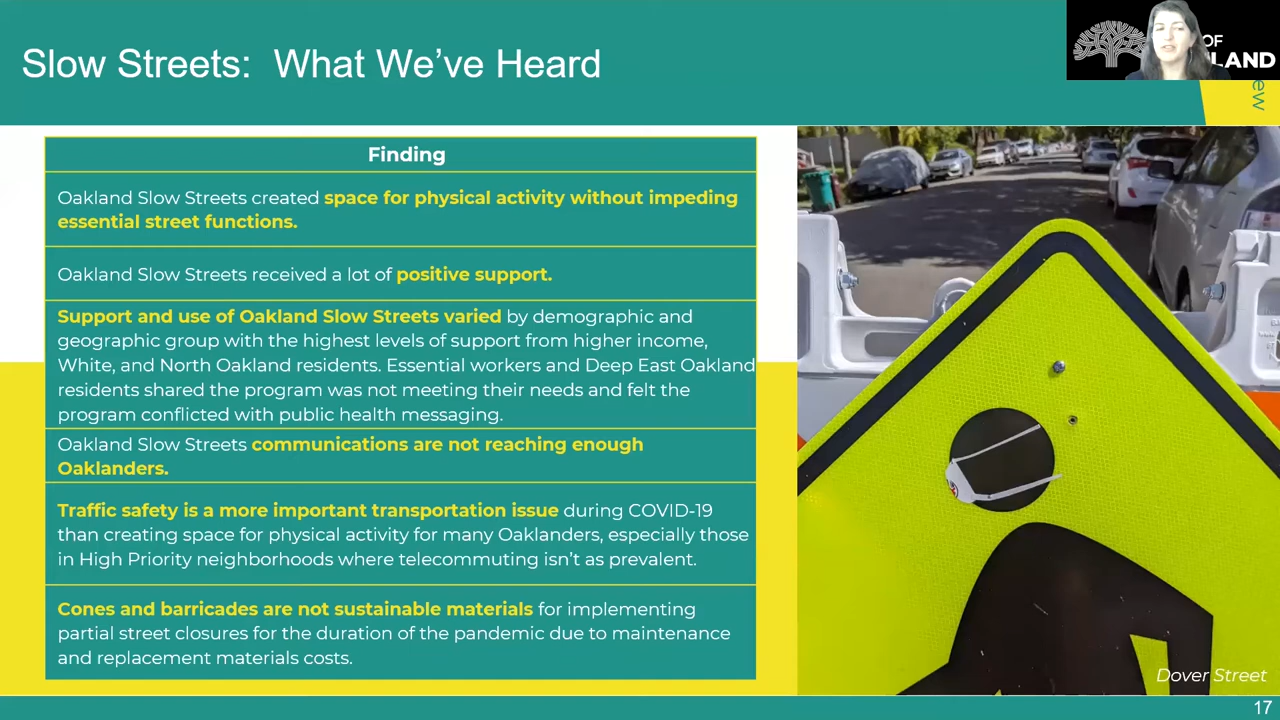 Slow Streets:  What We've Heard
OF
LAND
ew
Finding
Oakland Slow Streets created space for physical activity without impeding
essential street functions.
Oakland Slow Streets received a lot of positive support.
Support and use of Oakland Slow Streets varied by demographic and
geographic group with the highest levels of support from higher income,
White, and North Oakland residents. Essential workers and Deep East Oakland
residents shared the program was not meeting their needs and felt the
program conflicted with public health messaging.
Oakland Slow Streets communications are not reaching enough
Oaklanders.
Traffic safety is a more important transportation issue during COVID-19
than creating space for physical activity for many Oaklanders, especially those
in High Priority neighborhoods where telecommuting isn't as prevalent.
Cones and barricades are not sustainable materials for implementing
partial street closures for the duration of the pandemic due to maintenance
and replacement materials costs.
Dover Street
17